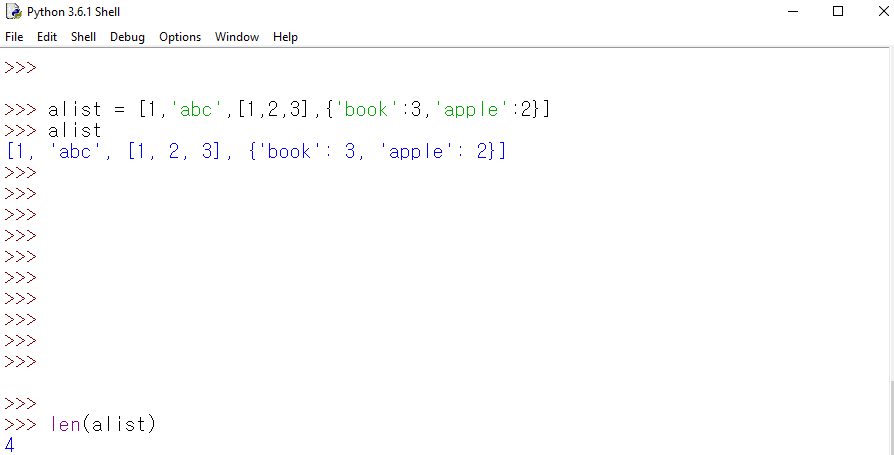 Python 3.6.1 Shell
File Edit Shell Debug Options Window Help
>>>
>>> alist = [1,'abc',[1,2,3],{'book':3,'apple':2}]
>>> alist
[1, 'abc', [1, 2, 3], {'book': 3, 'apple': 2}]
>>>
>>>
>>>
>>>
>>>
>>>
>>>
>>>
>>>
>>>
>>>
>>> len(alist)
4